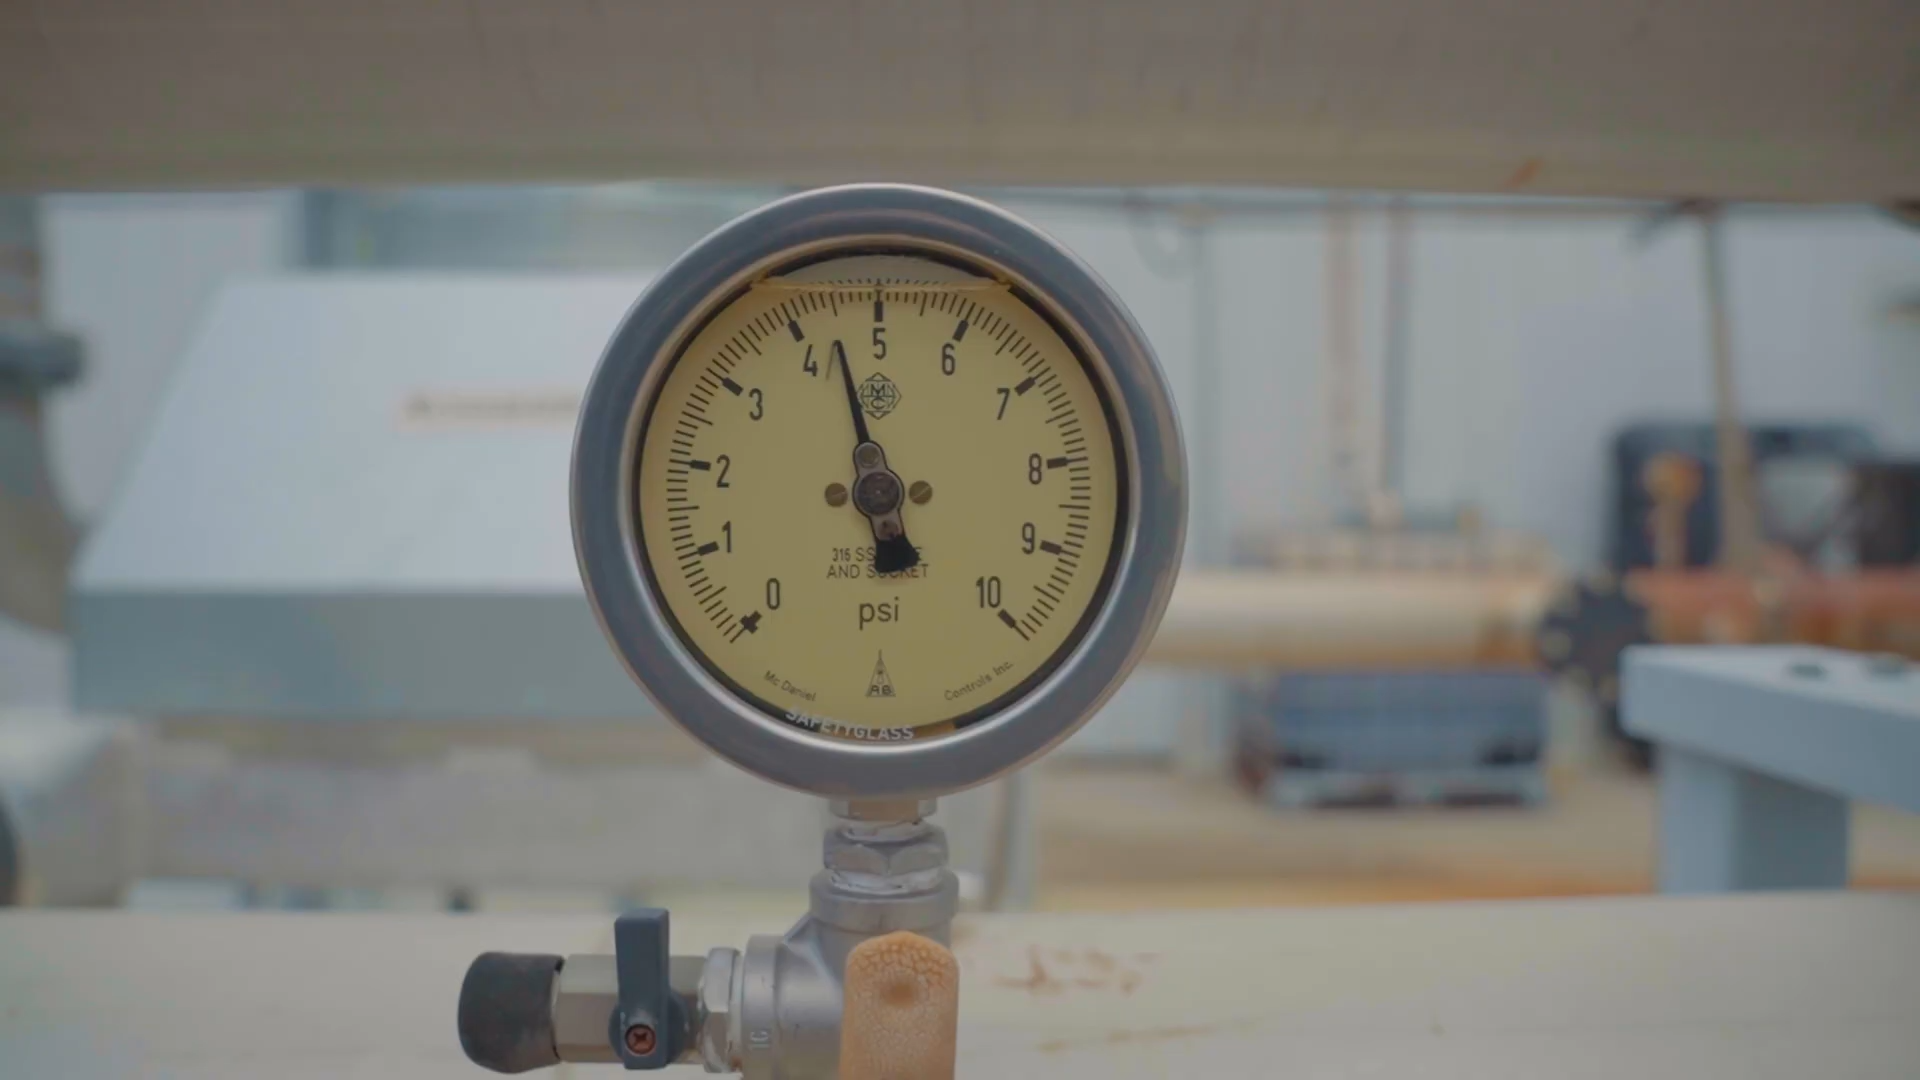 5
4
6
3
7
2
8
1
9
0
10
MC
316 SS
AND SOCKET
psi
Mc Daniel
Controls Inc.
SAFETYGLASS